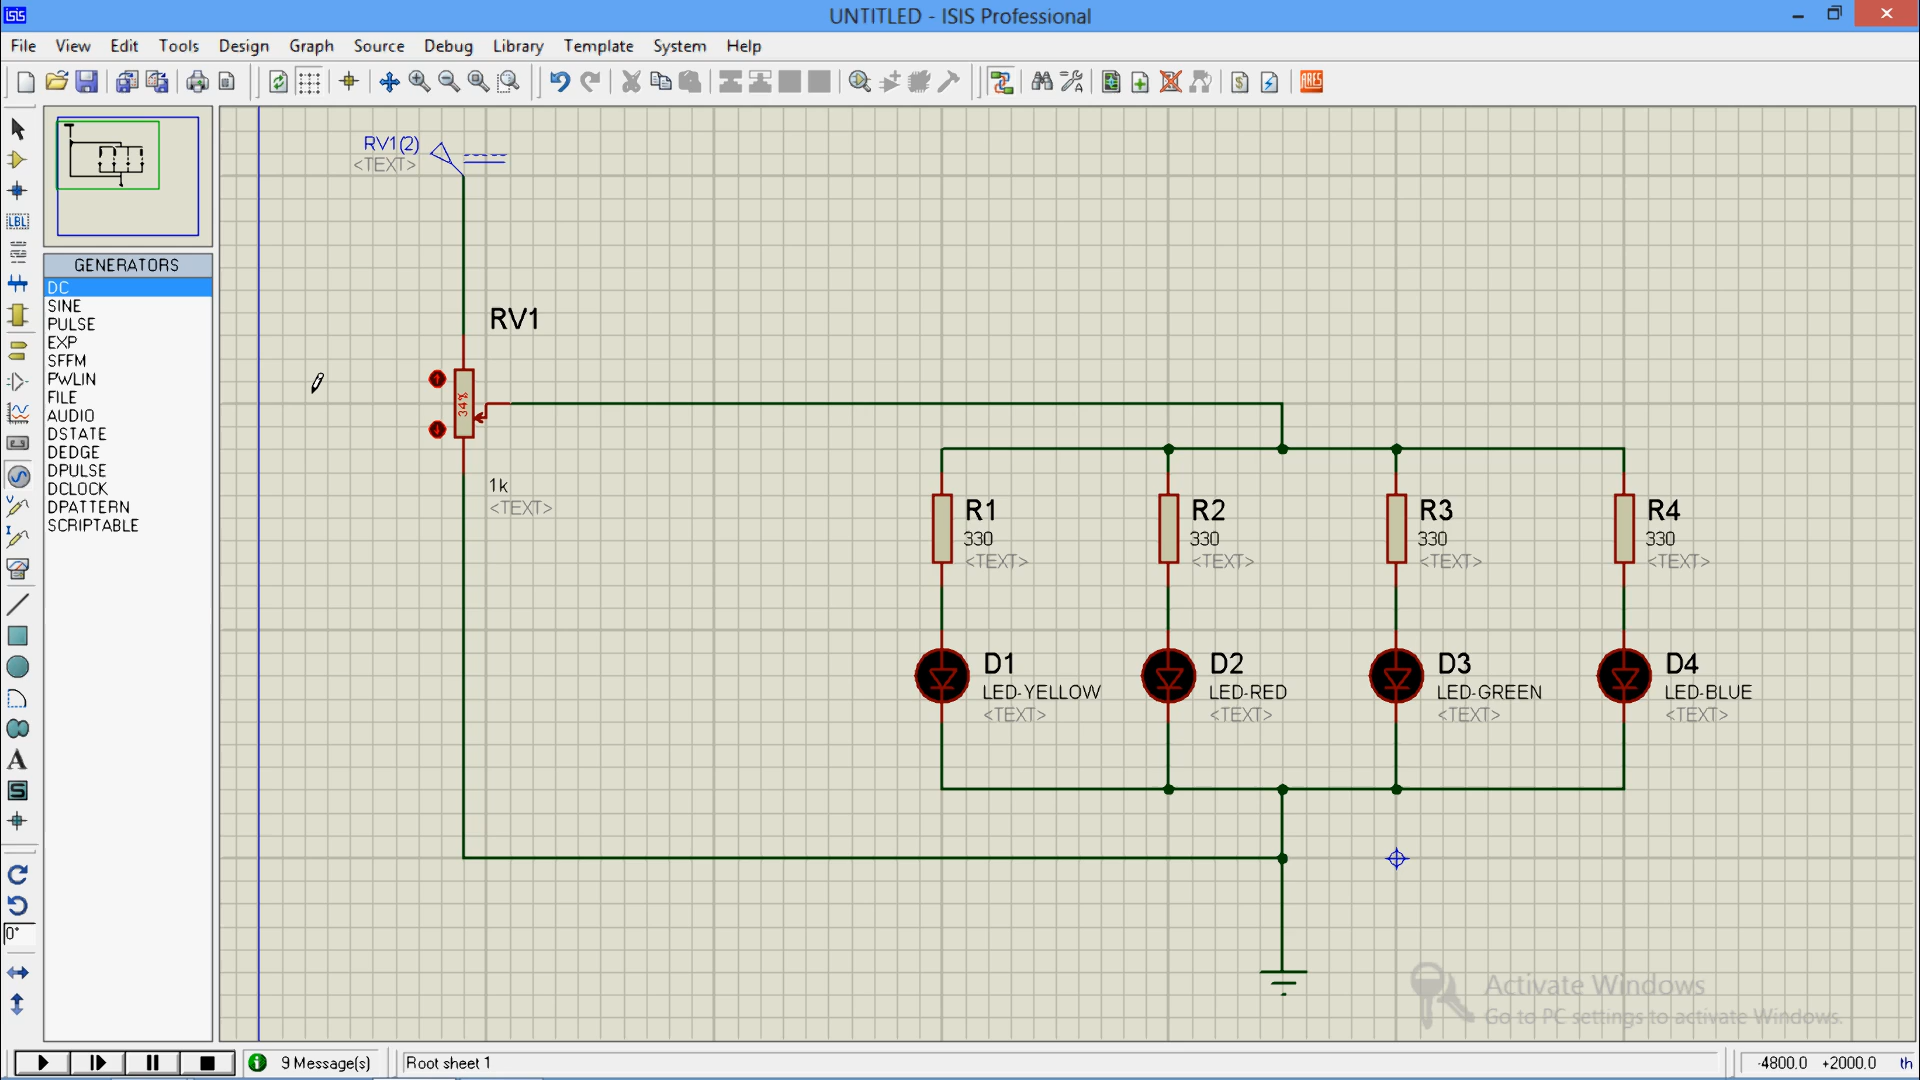 isis
UNTITLED - ISIS Professional
File View Edit Tools Design Graph Source Debug Library Template System Help
LBL
A
$
ARES
RV1(2)
<TEXT>
GENERATORS
DC
SINE
PULSE
EXP
SFFM
PWLIN
FILE
AUDIO
DSTATE
DEDGE
DPULSE
DCLOCK
DPATTERN
SCRIPTABLE
V
I
A
S
0°
RV1
34%
1k
<TEXT>
R1
330
<TEXT>
R2
330
<TEXT>
R3
330
<TEXT>
R4
330
<TEXT>
D1
LED-YELLOW
<TEXT>
D2
LED-RED
<TEXT>
D3
LED-GREEN
<TEXT>
D4
LED-BLUE
<TEXT>
Activate Windows
Go to PC settings to activate Windows.
9 Message(s)
Root sheet 1
-4800.0 +2000.0 th